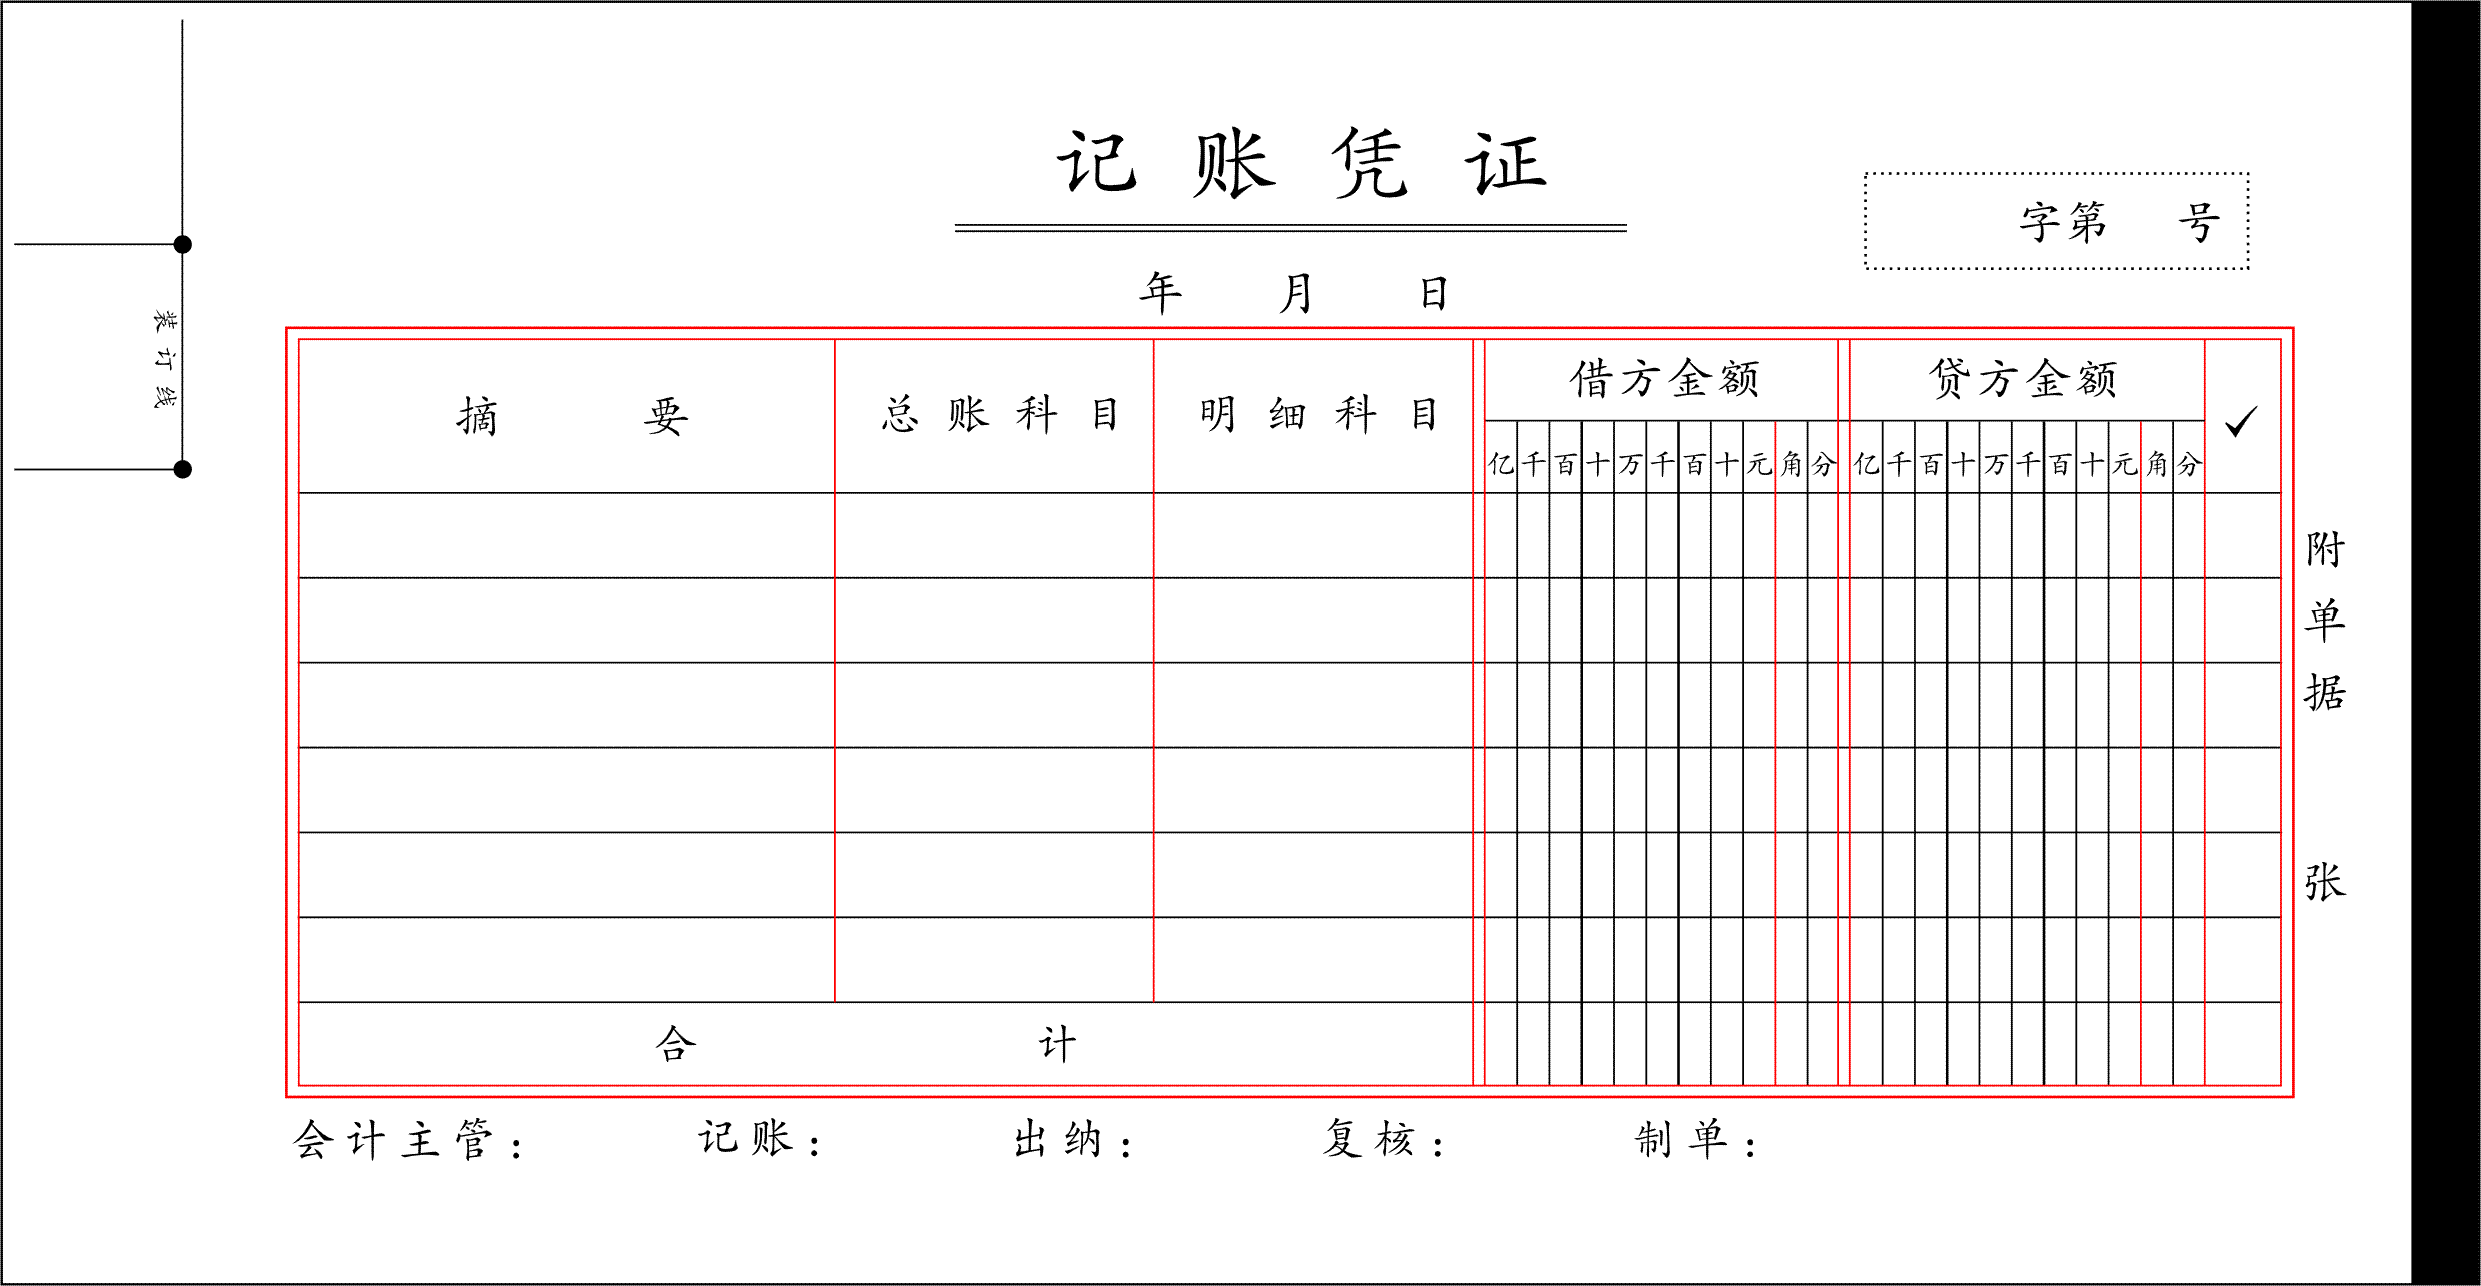 记账凭证
字第 号
年 月 日
装订线
摘 要 总账科目 明细科目 借方金额 贷方金额 ✓
亿千百十万千百十元角分 亿千百十万千百十元角分
附单据 张
合 计
会计主管： 记账： 出纳： 复核： 制单：